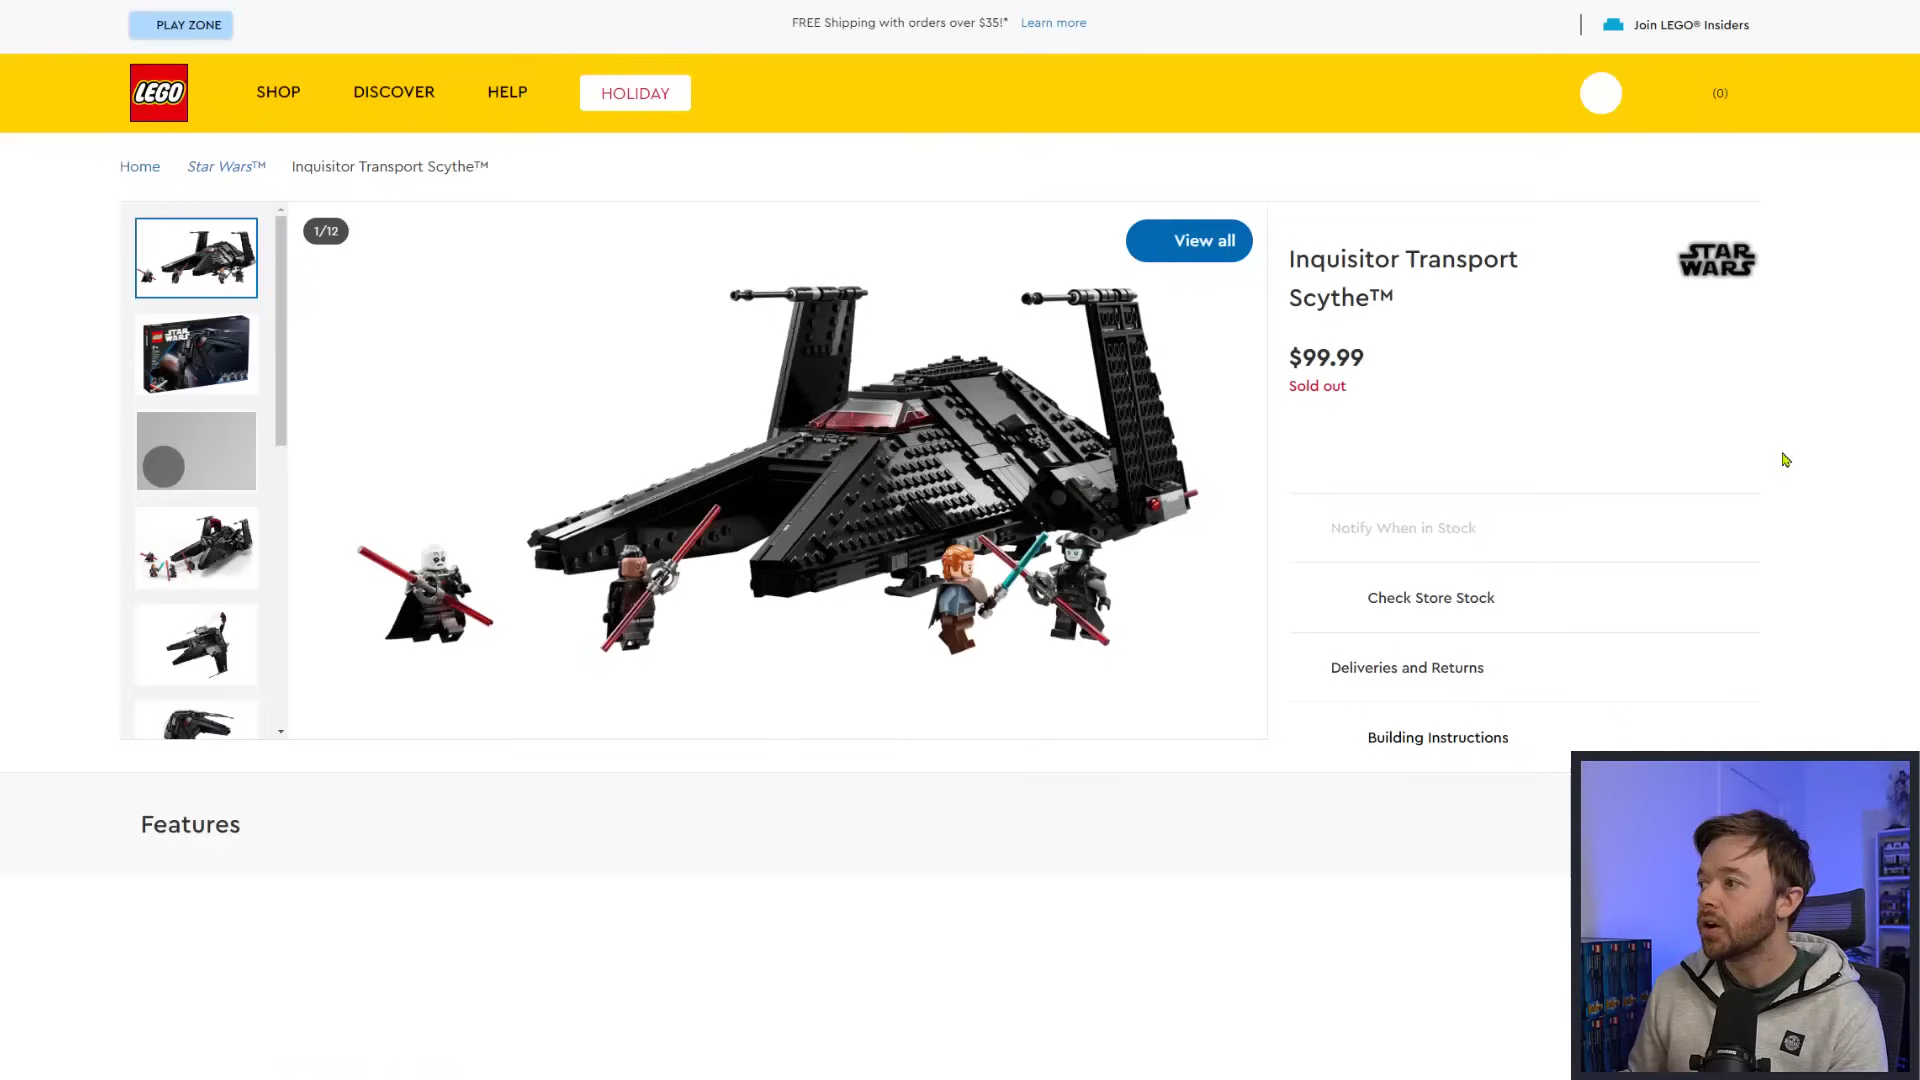 PLAY ZONE
FREE Shipping with orders over $35!* Learn more
Join LEGO® Insiders
LEGO
SHOP
DISCOVER
HELP
HOLIDAY
(0)
Home
Star Wars™
Inquisitor Transport Scythe™
1/12
View all
Inquisitor Transport
Scythe™
STAR
WARS
$99.99
Sold out
Notify When in Stock
Check Store Stock
Deliveries and Returns
Building Instructions
Features